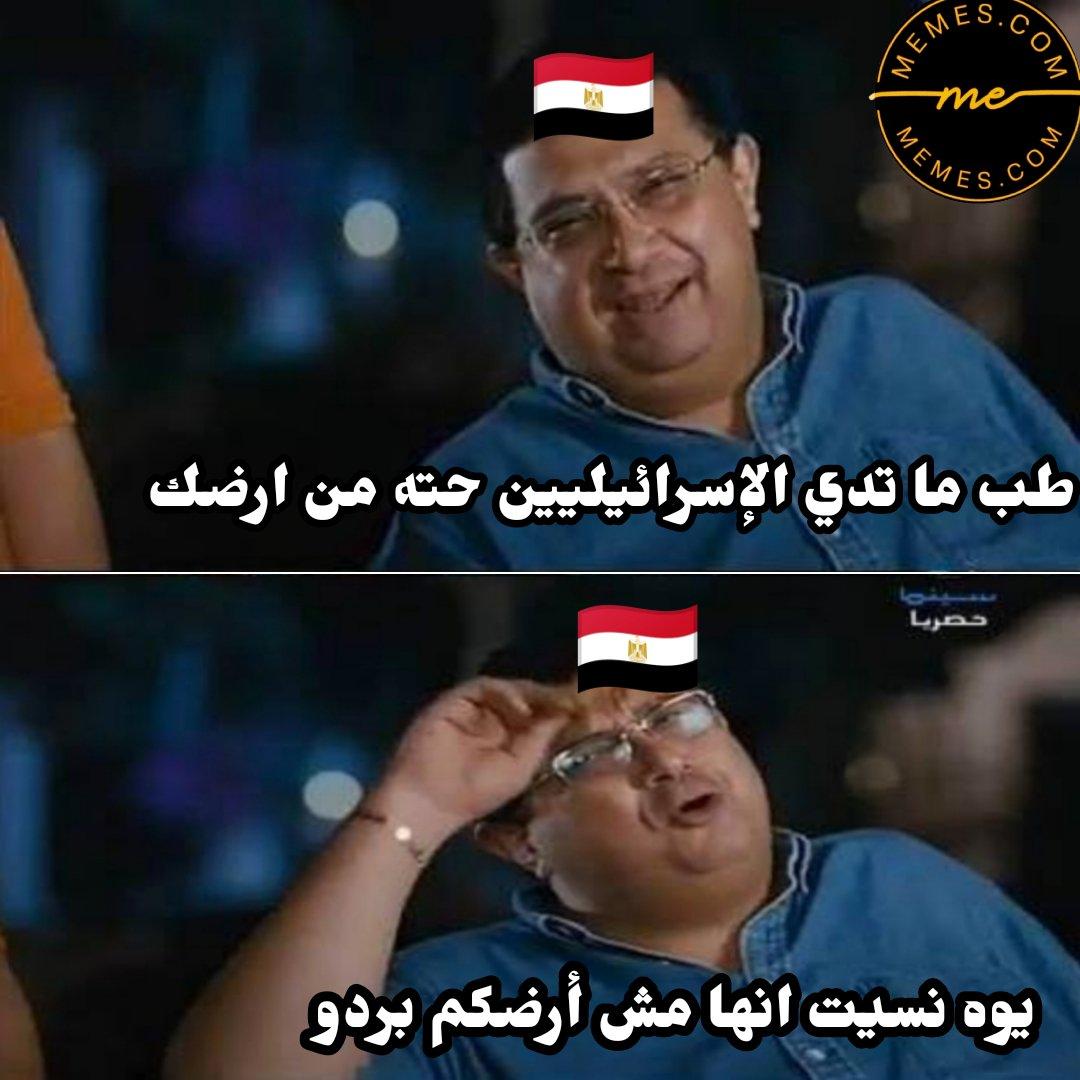 MEMES.COM
me
MEMES.COM
طب ما تدي الإسرائيليين حته من ارضك
سينما
حصريا
يوه نسيت انها مش أرضكم بردو